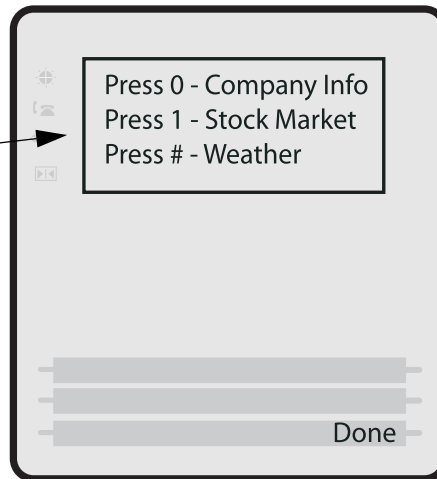 Press 0 - Company Info
Press 1 - Stock Market
Press # - Weather
Done